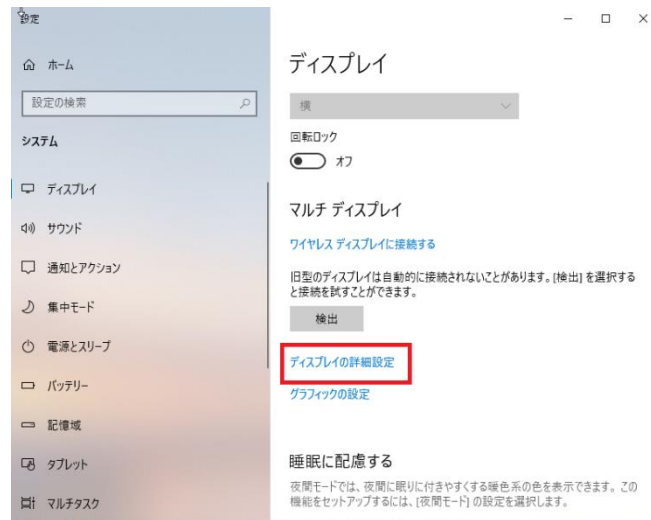 設定
ホーム
設定の検索
システム
ディスプレイ
サウンド
通知とアクション
集中モード
電源とスリープ
バッテリー
記憶域
タブレット
マルチタスク
ディスプレイ
横
回転ロック
オフ
マルチ ディスプレイ
ワイヤレス ディスプレイに接続する
旧型のディスプレイは自動的に接続されないことがあります。[検出] を選択する
と接続を試すことができます。
検出
ディスプレイの詳細設定
グラフィックの設定
睡眠に配慮する
夜間モードでは、夜間に眠りに付きやすくする暖色系の色を表示できます。この
機能をセットアップするには、[夜間モード] の設定を選択します。